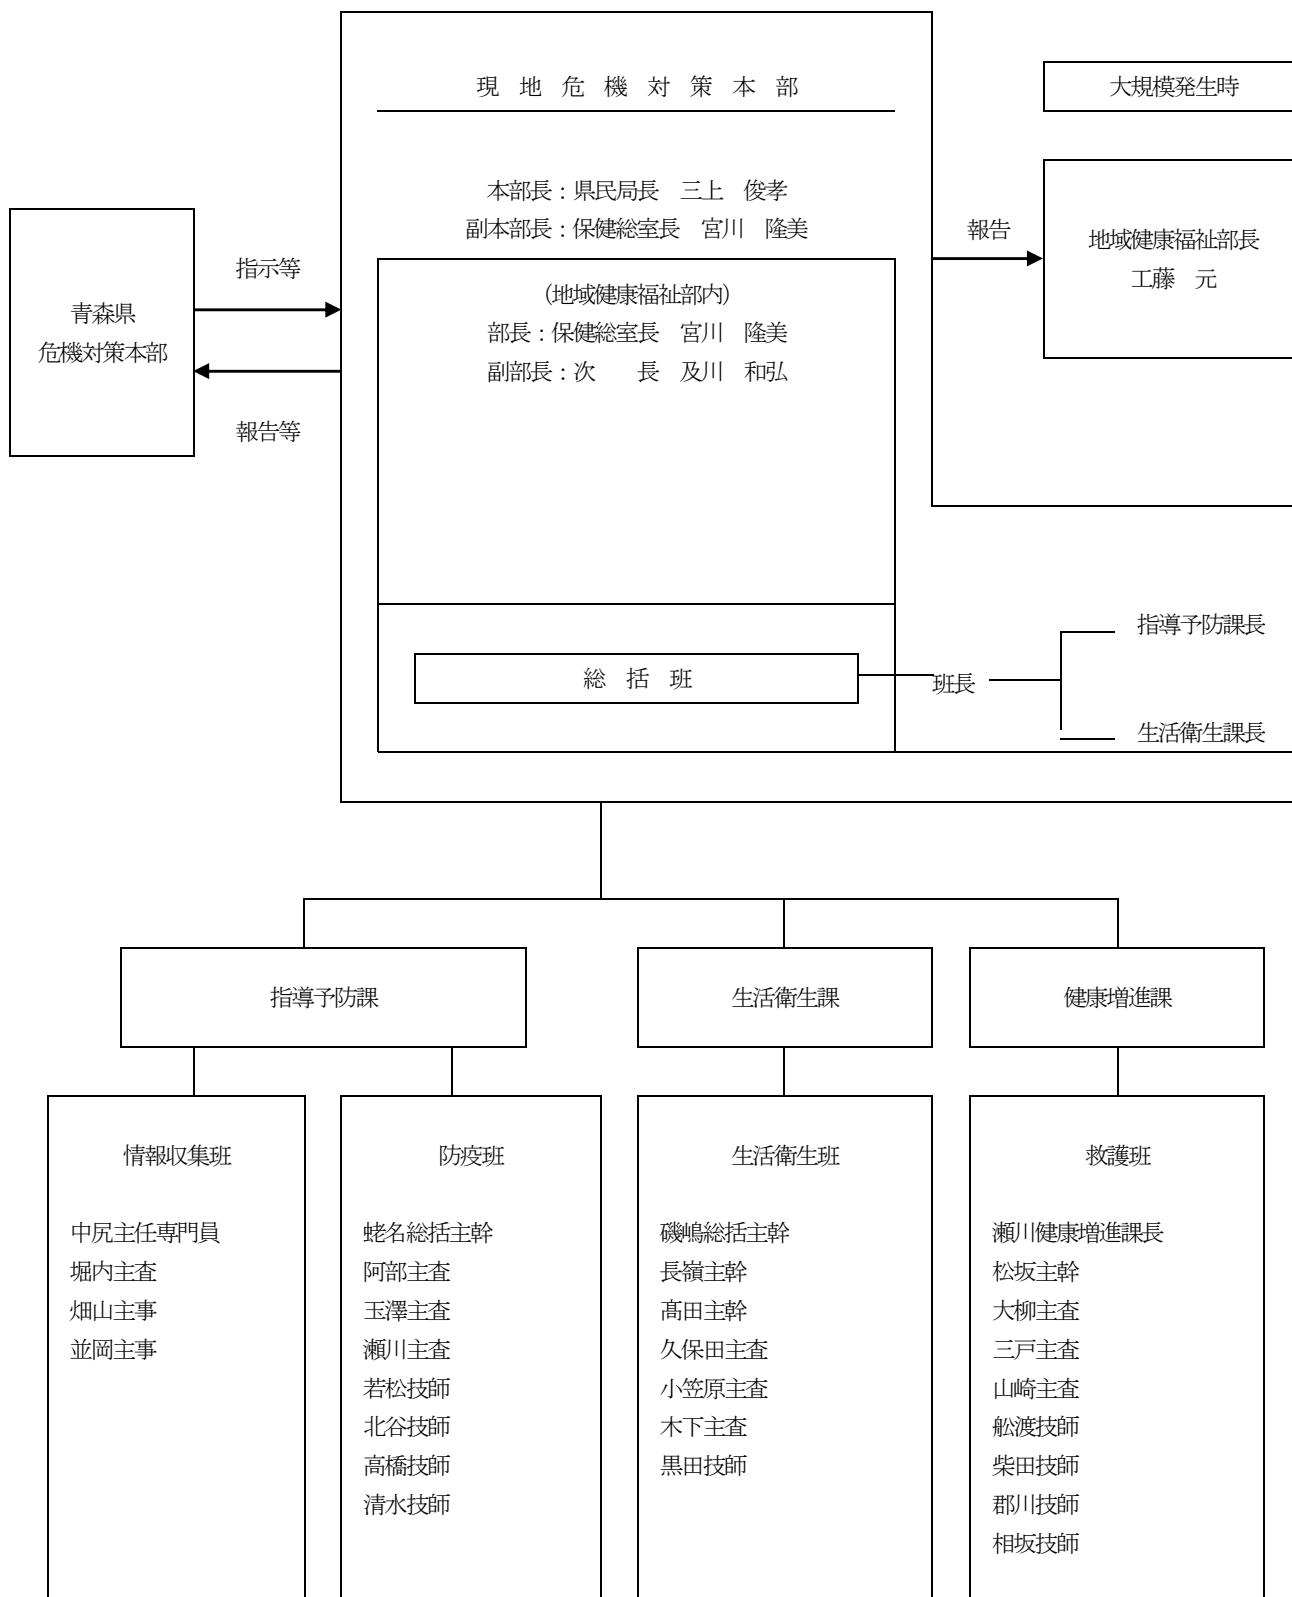 現 地 危 機 対 策 本 部
大規模発生時
本部長：県民局長　三上　俊孝
副本部長：保健総室長　宮川　隆美
報告
地域健康福祉部長
工藤　元
指示等
青森県
危機対策本部
報告等
（地域健康福祉部内）
部長：保健総室長　宮川　隆美
副部長：次　　長　及川　和弘
総 括 班
班長
指導予防課長
生活衛生課長
指導予防課
生活衛生課
健康増進課
情報収集班
中尻主任専門員
堀内主査
畑山主事
並岡主事
防疫班
蛯名総括主幹
阿部主査
玉澤主査
瀬川主査
若松技師
北谷技師
高橋技師
清水技師
生活衛生班
磯嶋総括主幹
長嶺主幹
髙田主幹
久保田主査
小笠原主査
木下主査
黒田技師
救護班
瀬川健康増進課長
松坂主幹
大柳主査
三戸主査
山崎主査
舩渡技師
柴田技師
郡川技師
相坂技師